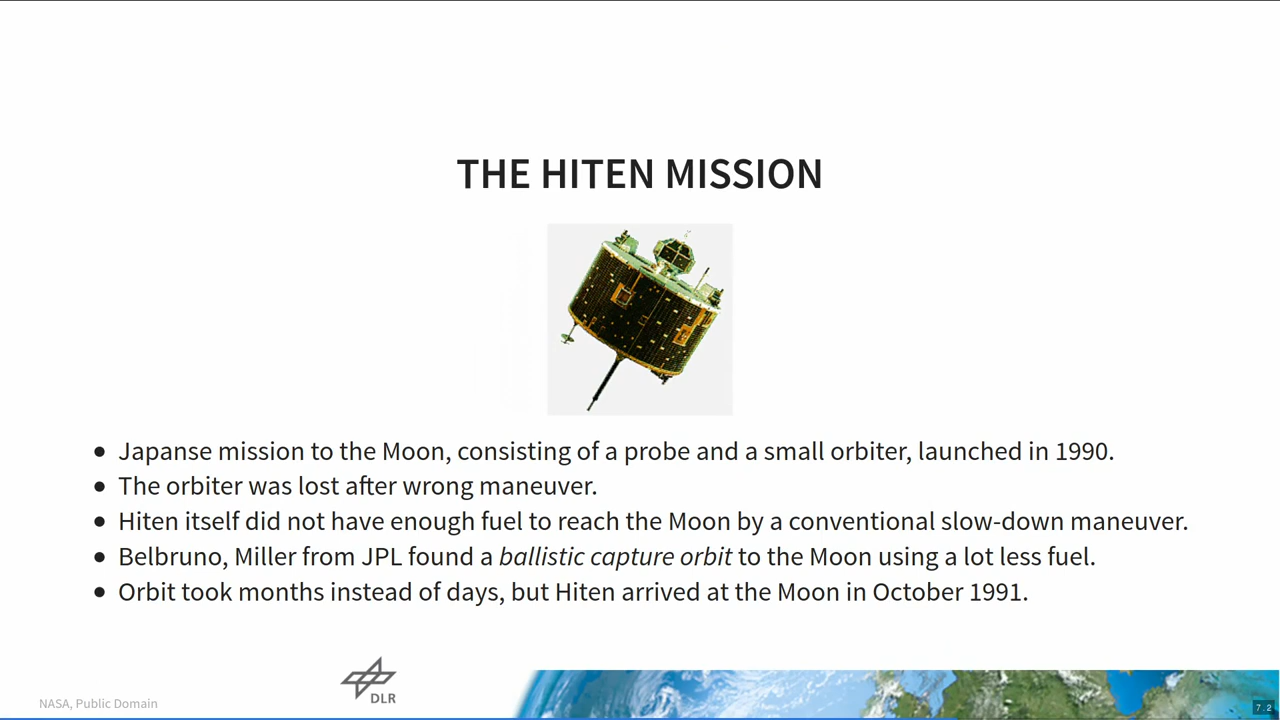 THE HITEN MISSION
Japanse mission to the Moon, consisting of a probe and a small orbiter, launched in 1990.
The orbiter was lost after wrong maneuver.
Hiten itself did not have enough fuel to reach the Moon by a conventional slow-down maneuver.
Belbruno, Miller from JPL found a ballistic capture orbit to the Moon using a lot less fuel.
Orbit took months instead of days, but Hiten arrived at the Moon in October 1991.
DLR
NASA, Public Domain
7.2